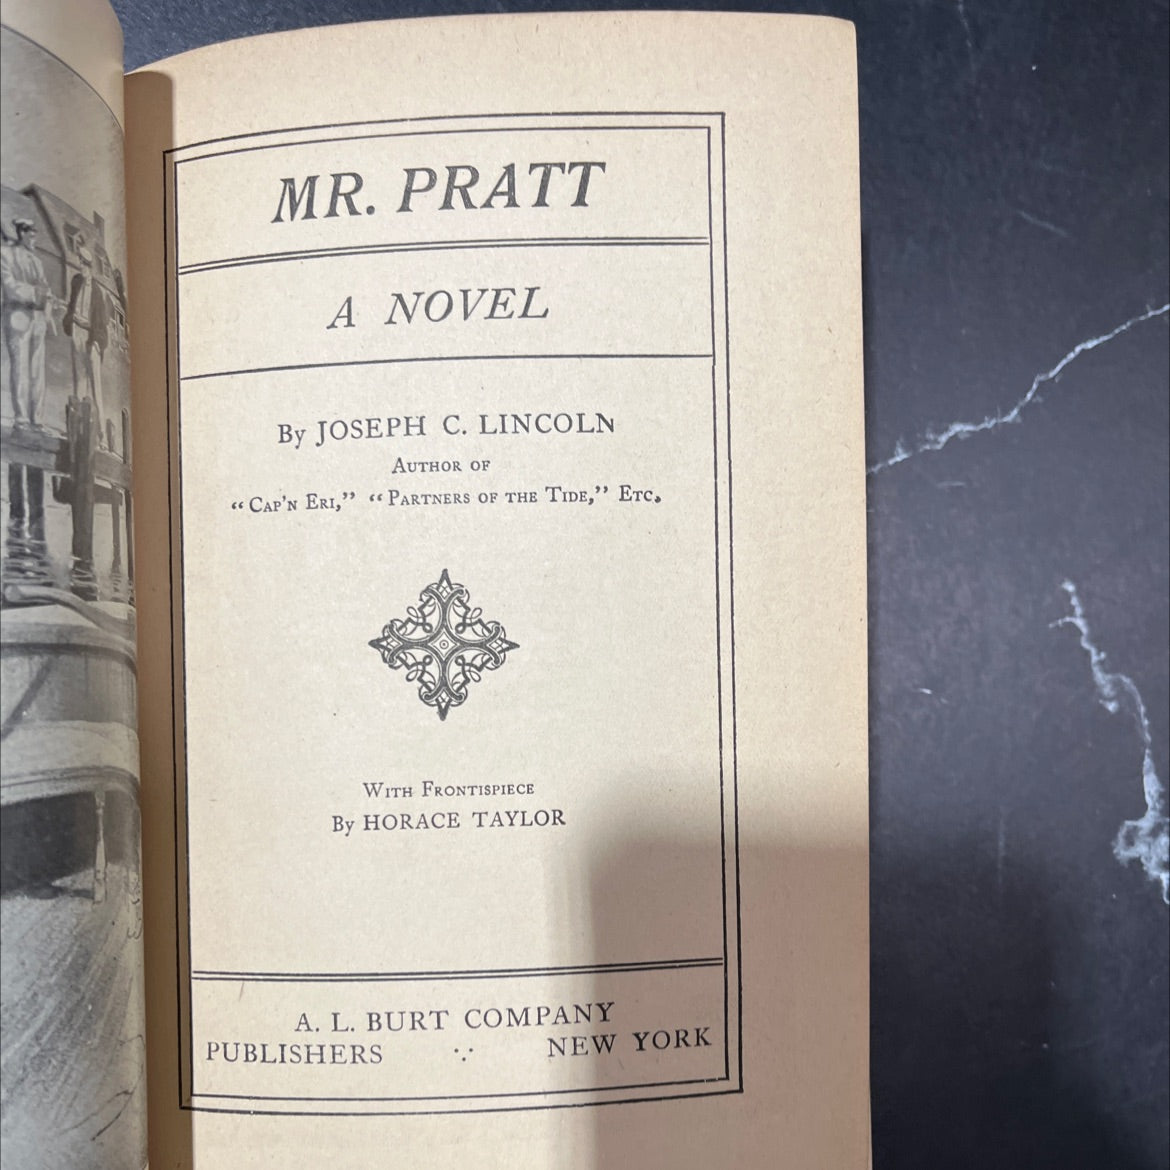 MR. PRATT
A NOVEL
By JOSEPH C. LINCOLN
AUTHOR OF
“CAP’N ERI,” “PARTNERS OF THE TIDE,” ETC.
WITH FRONTISPIECE
By HORACE TAYLOR
A. L. BURT COMPANY
PUBLISHERS NEW YORK